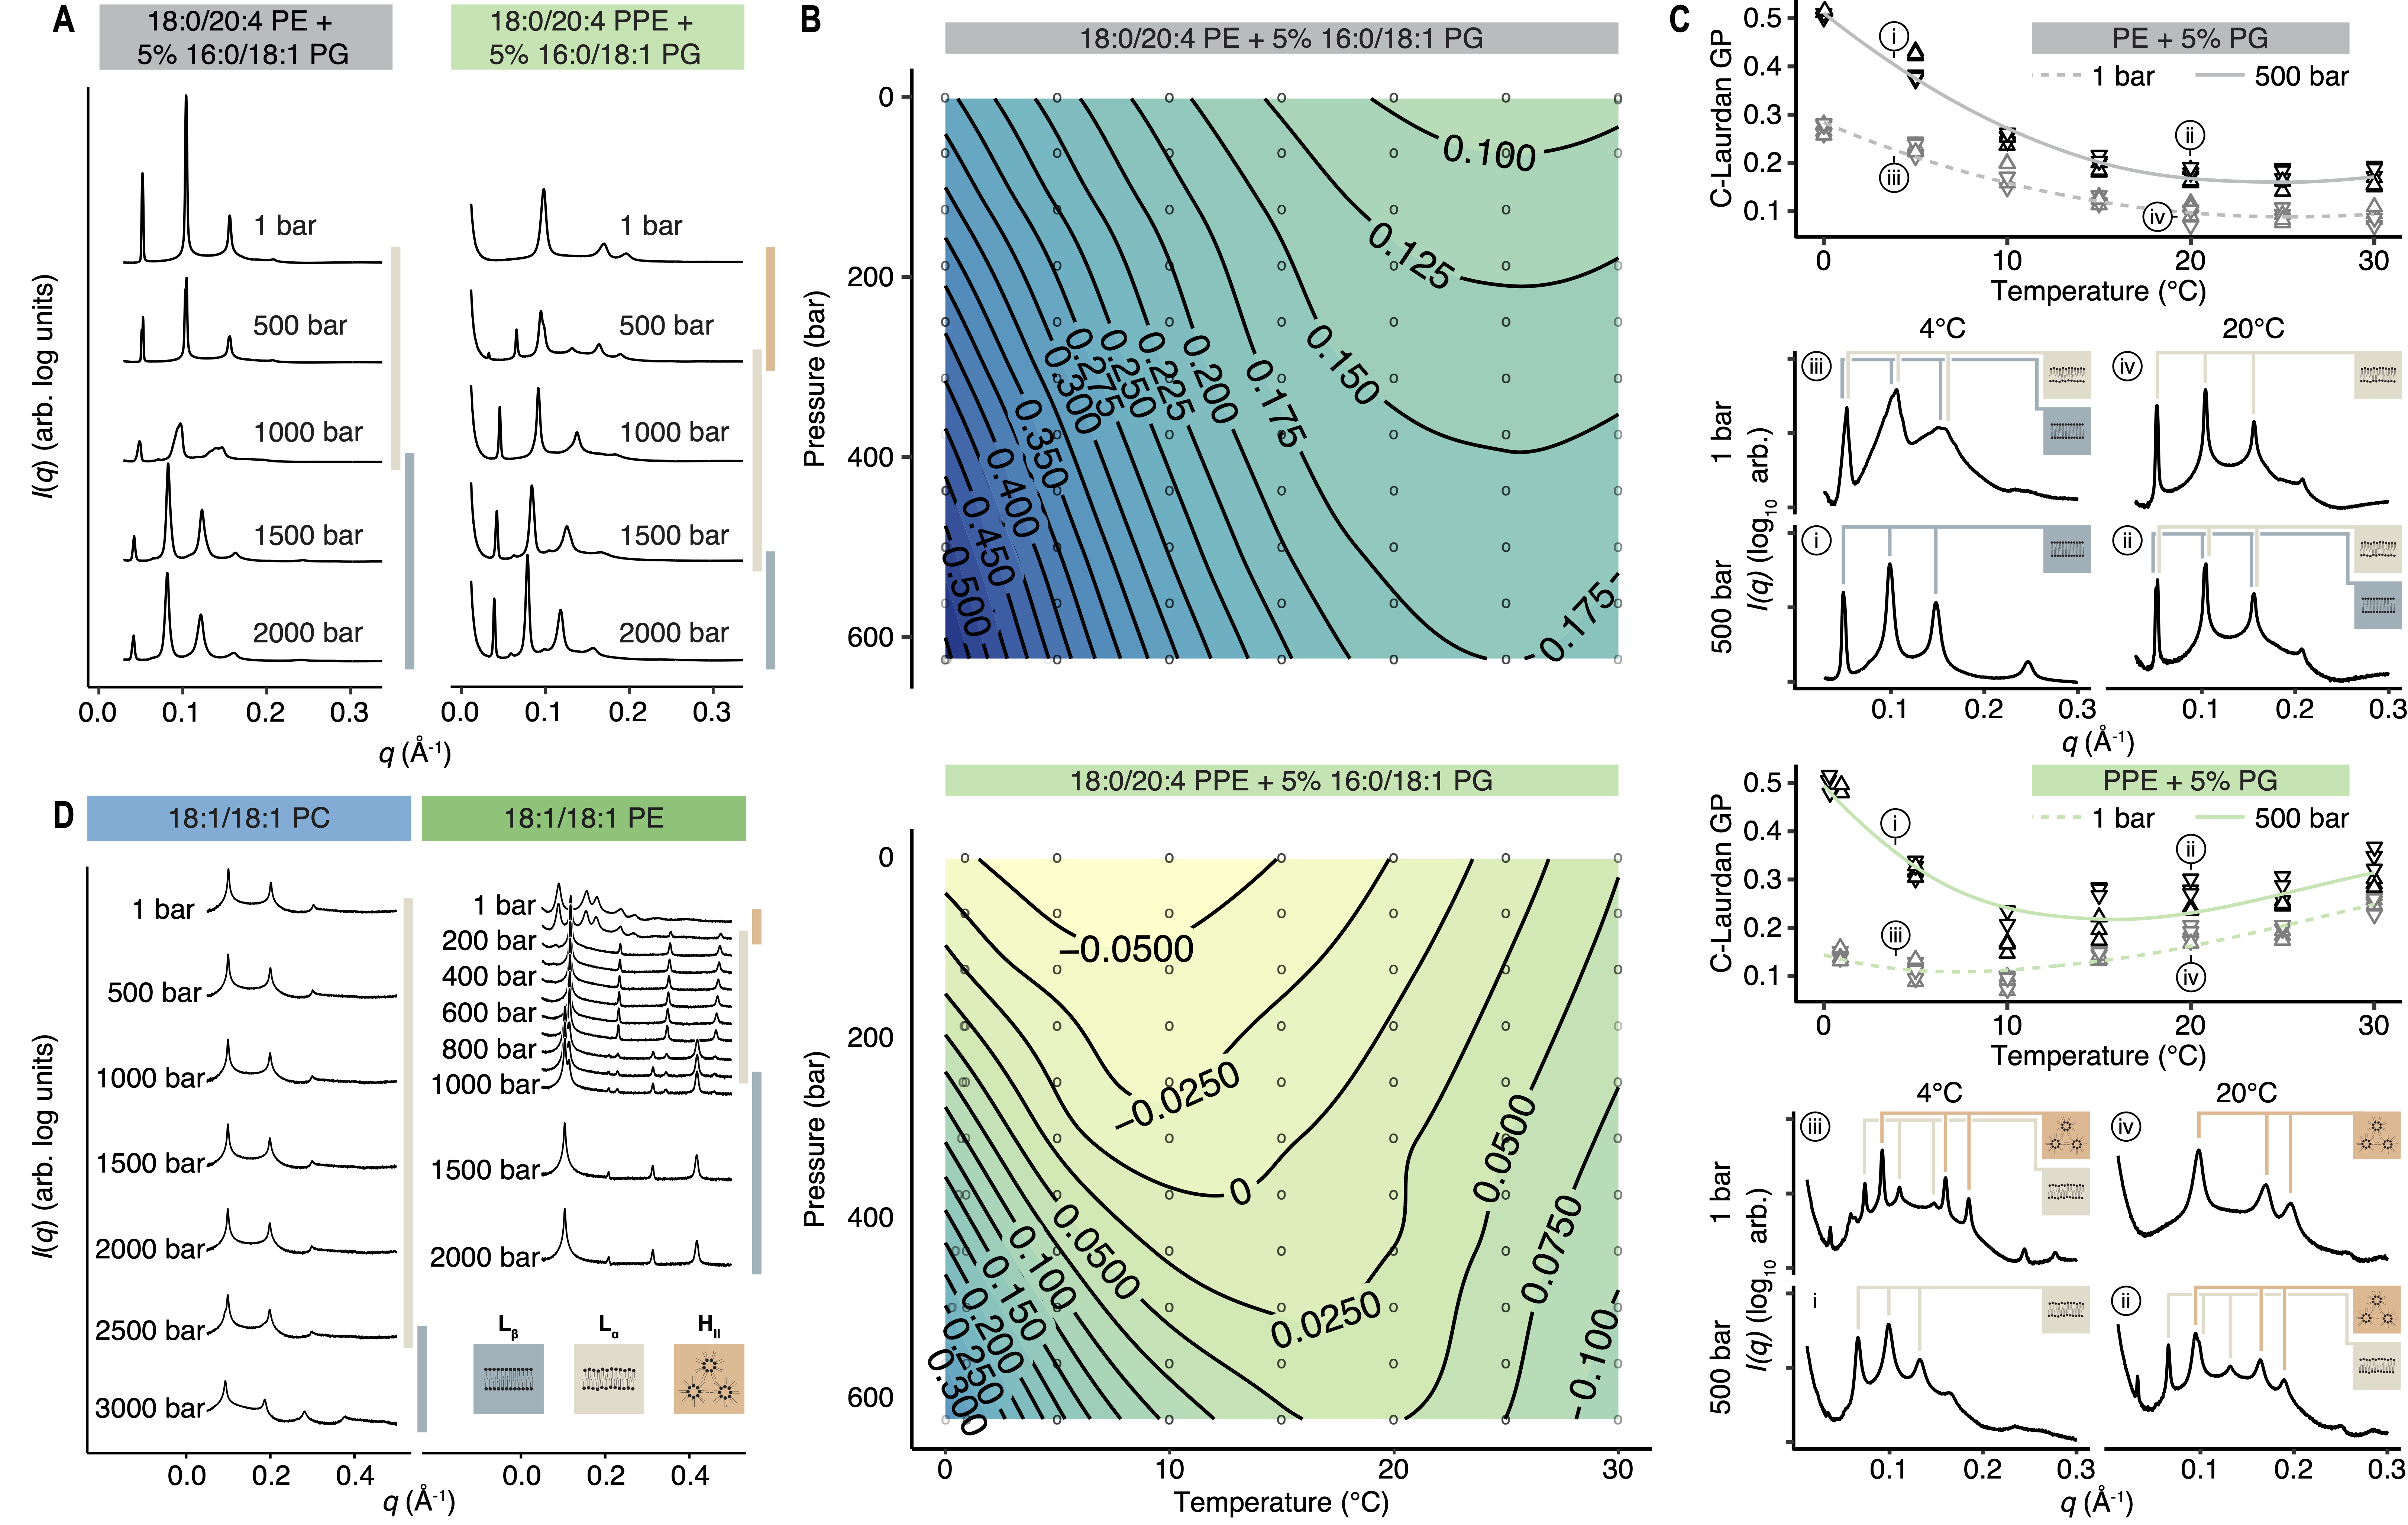 A
18:0/20:4 PE +
5% 16:0/18:1 PG
18:0/20:4 PPE +
5% 16:0/18:1 PG
I(q) (arb. log units)
1 bar
500 bar
1000 bar
1500 bar
2000 bar
1 bar
500 bar
1000 bar
1500 bar
2000 bar
0.0 0.1 0.2 0.3
0.0 0.1 0.2 0.3
q (Å-1)
B
18:0/20:4 PE + 5% 16:0/18:1 PG
Pressure (bar)
0
200
400
600
0.100
0.125
0.150
0.175
0.200
0.225
0.250
0.275
0.300
0.350
0.400
0.450
0.500
0.175
18:0/20:4 PPE + 5% 16:0/18:1 PG
Pressure (bar)
0
200
400
600
−0.0500
−0.0250
0
0.0250
0.0500
0.0750
0.100
0.0500
0.100
0.150
0.200
0.250
0.300
0 10 20 30
Temperature (°C)
C
C-Laurdan GP
0.5
0.4
0.3
0.2
0.1
PE + 5% PG
1 bar 500 bar
i
ii
iii
iv
0 10 20 30
Temperature (°C)
4°C 20°C
1 bar
500 bar
I(q) (log10 arb.)
iii
iv
i
ii
0.1 0.2 0.3
0.1 0.2 0.3
q (Å-1)
C-Laurdan GP
0.5
0.4
0.3
0.2
0.1
PPE + 5% PG
1 bar 500 bar
i
ii
iii
iv
0 10 20 30
Temperature (°C)
4°C 20°C
1 bar
500 bar
I(q) (log10 arb.)
iii
iv
i
ii
0.1 0.2 0.3
0.1 0.2 0.3
q (Å-1)
D
18:1/18:1 PC
18:1/18:1 PE
I(q) (arb. log units)
1 bar
500 bar
1000 bar
1500 bar
2000 bar
2500 bar
3000 bar
1 bar
200 bar
400 bar
600 bar
800 bar
1000 bar
1500 bar
2000 bar
Lβ Lα HII
0.0 0.2 0.4
0.0 0.2 0.4
q (Å-1)